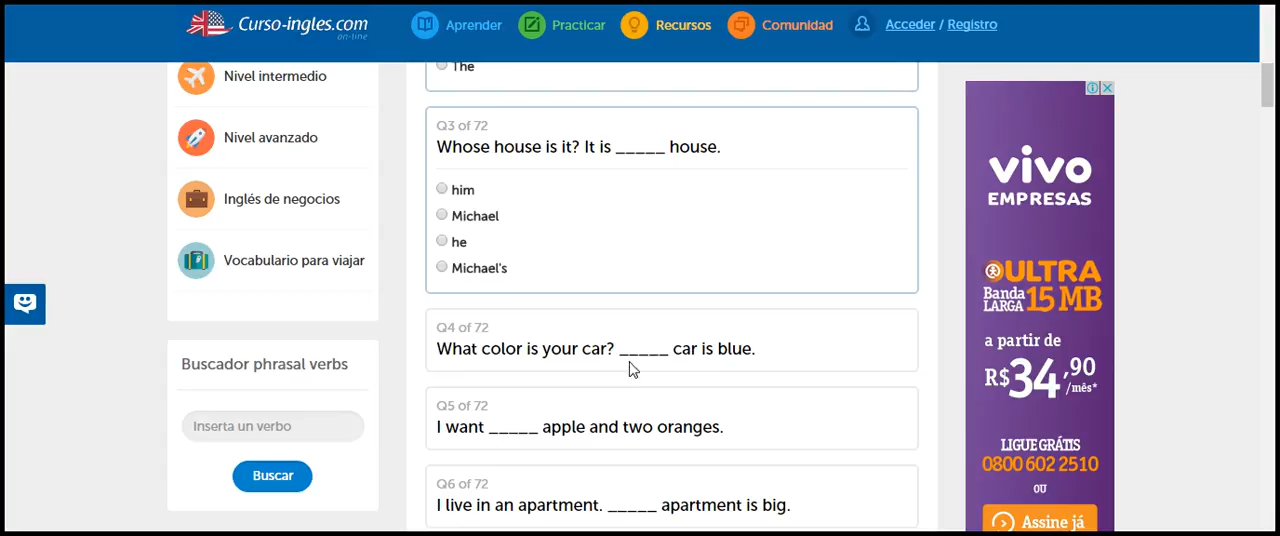 Curso-ingles.com
on-line
Aprender
Practicar
Recursos
Comunidad
Acceder / Registro
Nivel intermedio
Nivel avanzado
Inglés de negocios
Vocabulario para viajar
Buscador phrasal verbs
Inserta un verbo
Buscar
The
Q3 of 72
Whose house is it? It is _____ house.
him
Michael
he
Michael's
Q4 of 72
What color is your car? _____ car is blue.
Q5 of 72
I want _____ apple and two oranges.
Q6 of 72
I live in an apartment. _____ apartment is big.
vivo
EMPRESAS
ULTRA
Banda
LARGA 15 MB
a partir de
R$34,90
/mês*
LIGUE GRÁTIS
0800 602 2510
OU
Assine já